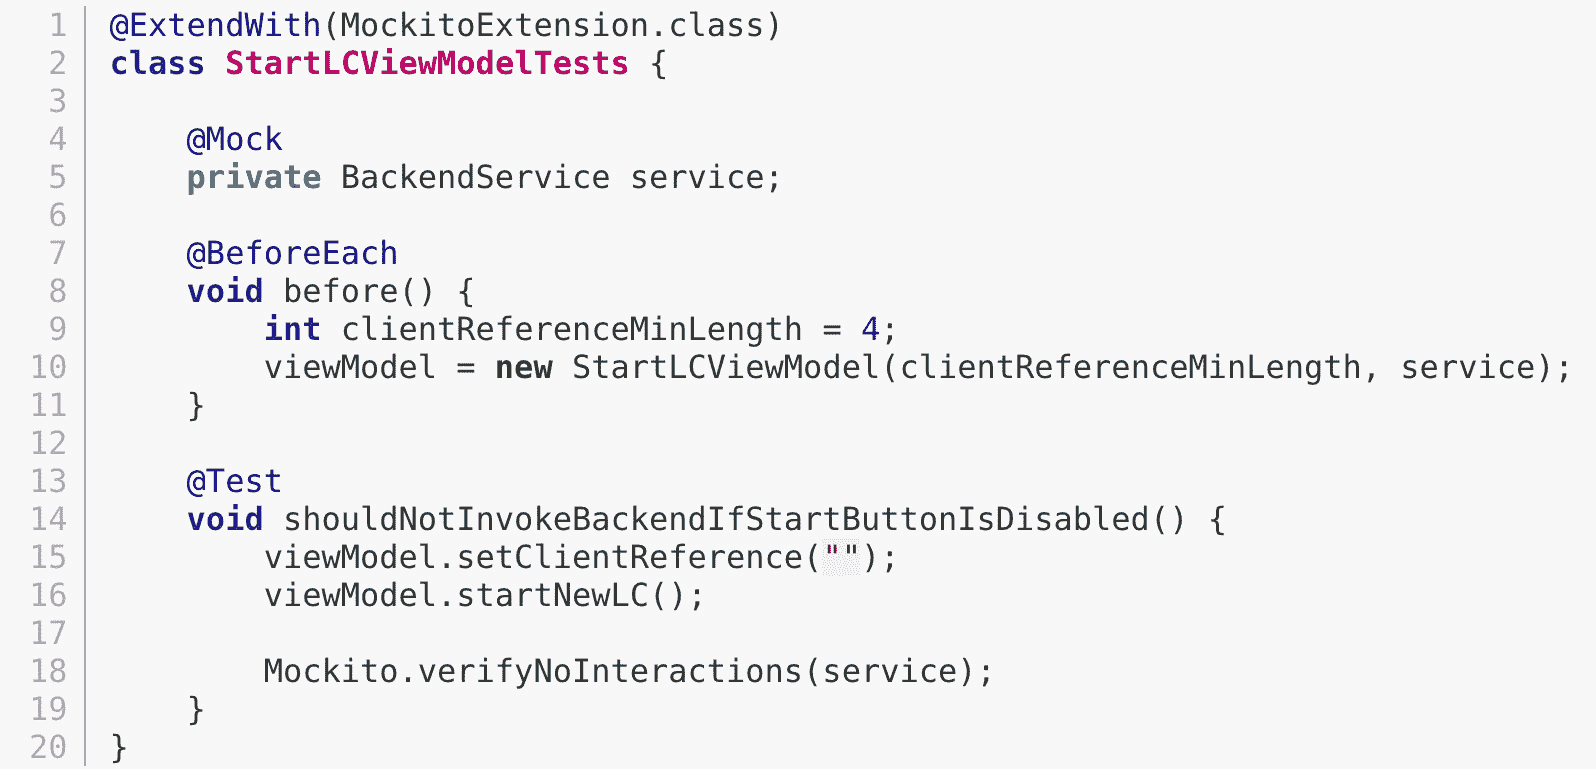 1 @ExtendWith(MockitoExtension.class)
2 class StartLCViewModelTests {
3
4     @Mock
5     private BackendService service;
6
7     @BeforeEach
8     void before() {
9         int clientReferenceMinLength = 4;
10         viewModel = new StartLCViewModel(clientReferenceMinLength, service);
11     }
12
13     @Test
14     void shouldNotInvokeBackendIfStartButtonIsDisabled() {
15         viewModel.setClientReference("");
16         viewModel.startNewLC();
17
18         Mockito.verifyNoInteractions(service);
19     }
20 }